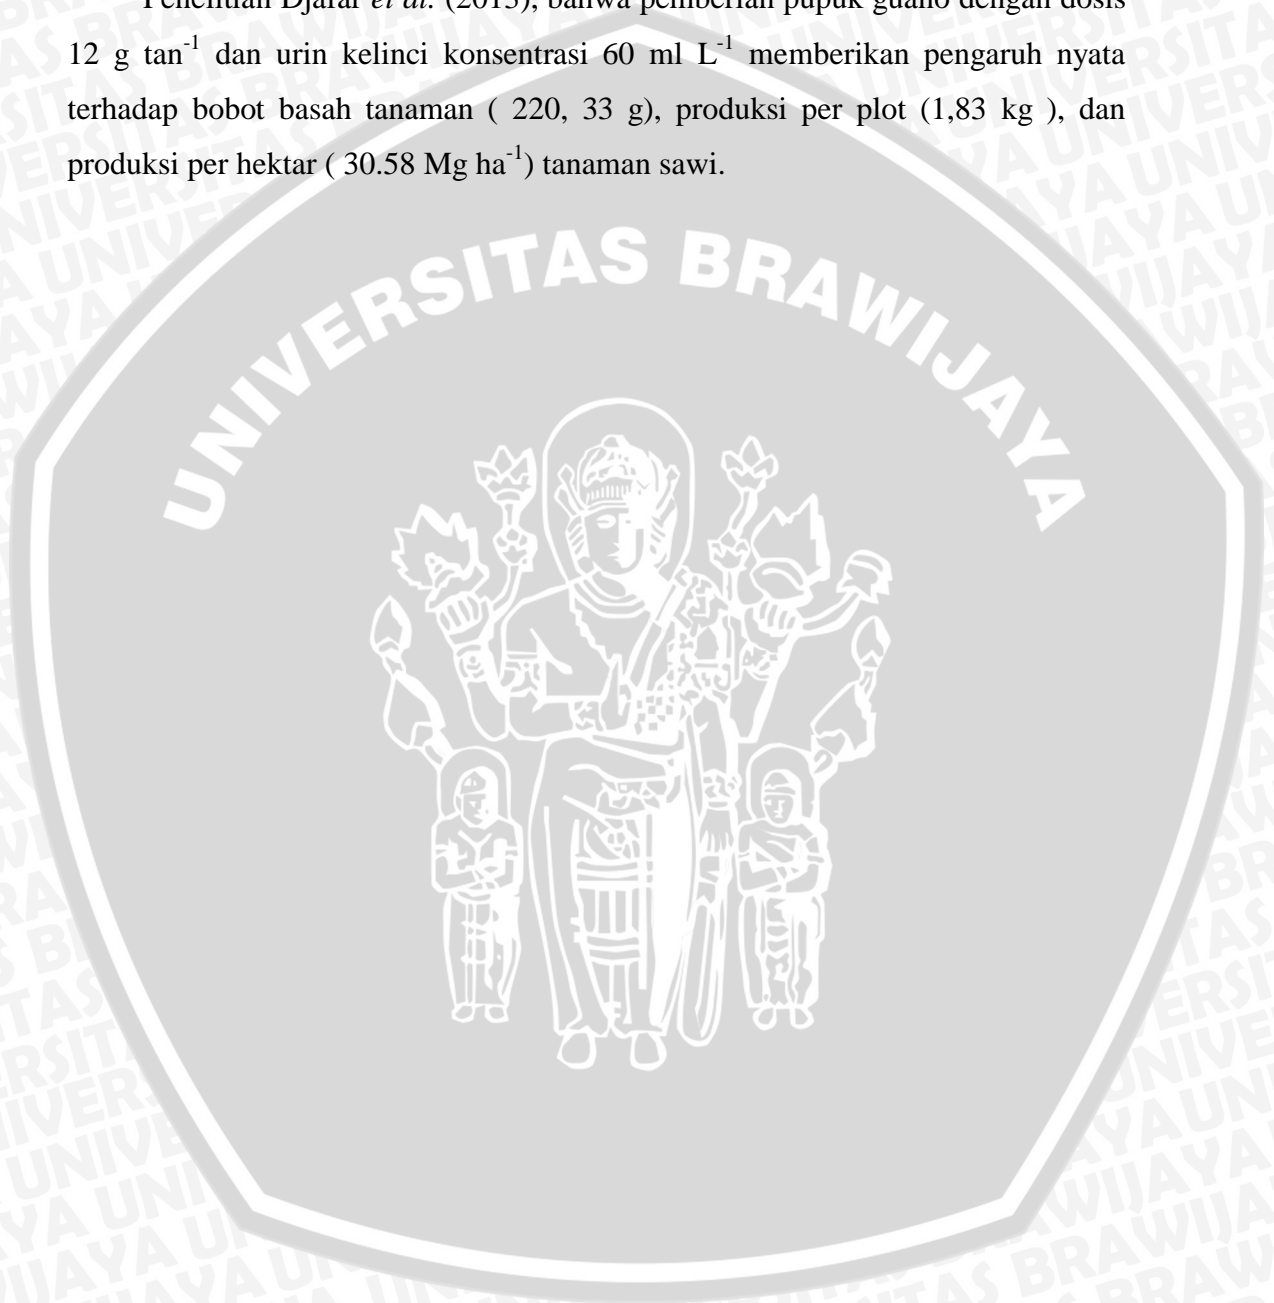 Penelitian Djafar et al. (2013), bahwa pemberian pupuk guano dengan dosis
12 g tan-1 dan urin kelinci konsentrasi 60 ml L-1 memberikan pengaruh nyata
terhadap bobot basah tanaman ( 220, 33 g), produksi per plot (1,83 kg ), dan
produksi per hektar ( 30.58 Mg ha-1) tanaman sawi.
UNIVERSITAS BRAWIJAYA